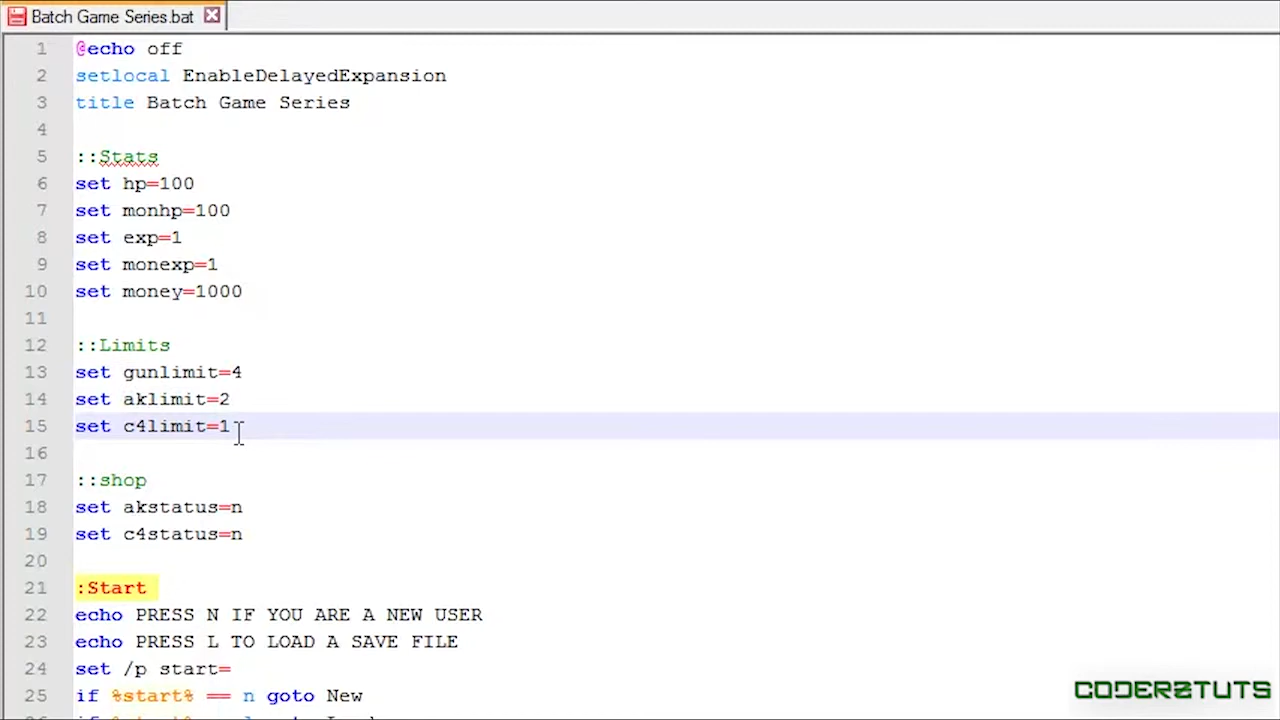 Batch Game Series.bat
1 @echo off
2 setlocal EnableDelayedExpansion
3 title Batch Game Series
4
5 ::Stats
6 set hp=100
7 set monhp=100
8 set exp=1
9 set monexp=1
10 set money=1000
11
12 ::Limits
13 set gunlimit=4
14 set aklimit=2
15 set c4limit=1
16
17 ::shop
18 set akstatus=n
19 set c4status=n
20
21 :Start
22 echo PRESS N IF YOU ARE A NEW USER
23 echo PRESS L TO LOAD A SAVE FILE
24 set /p start=
25 if %start% == n goto New
CODERZTUTS